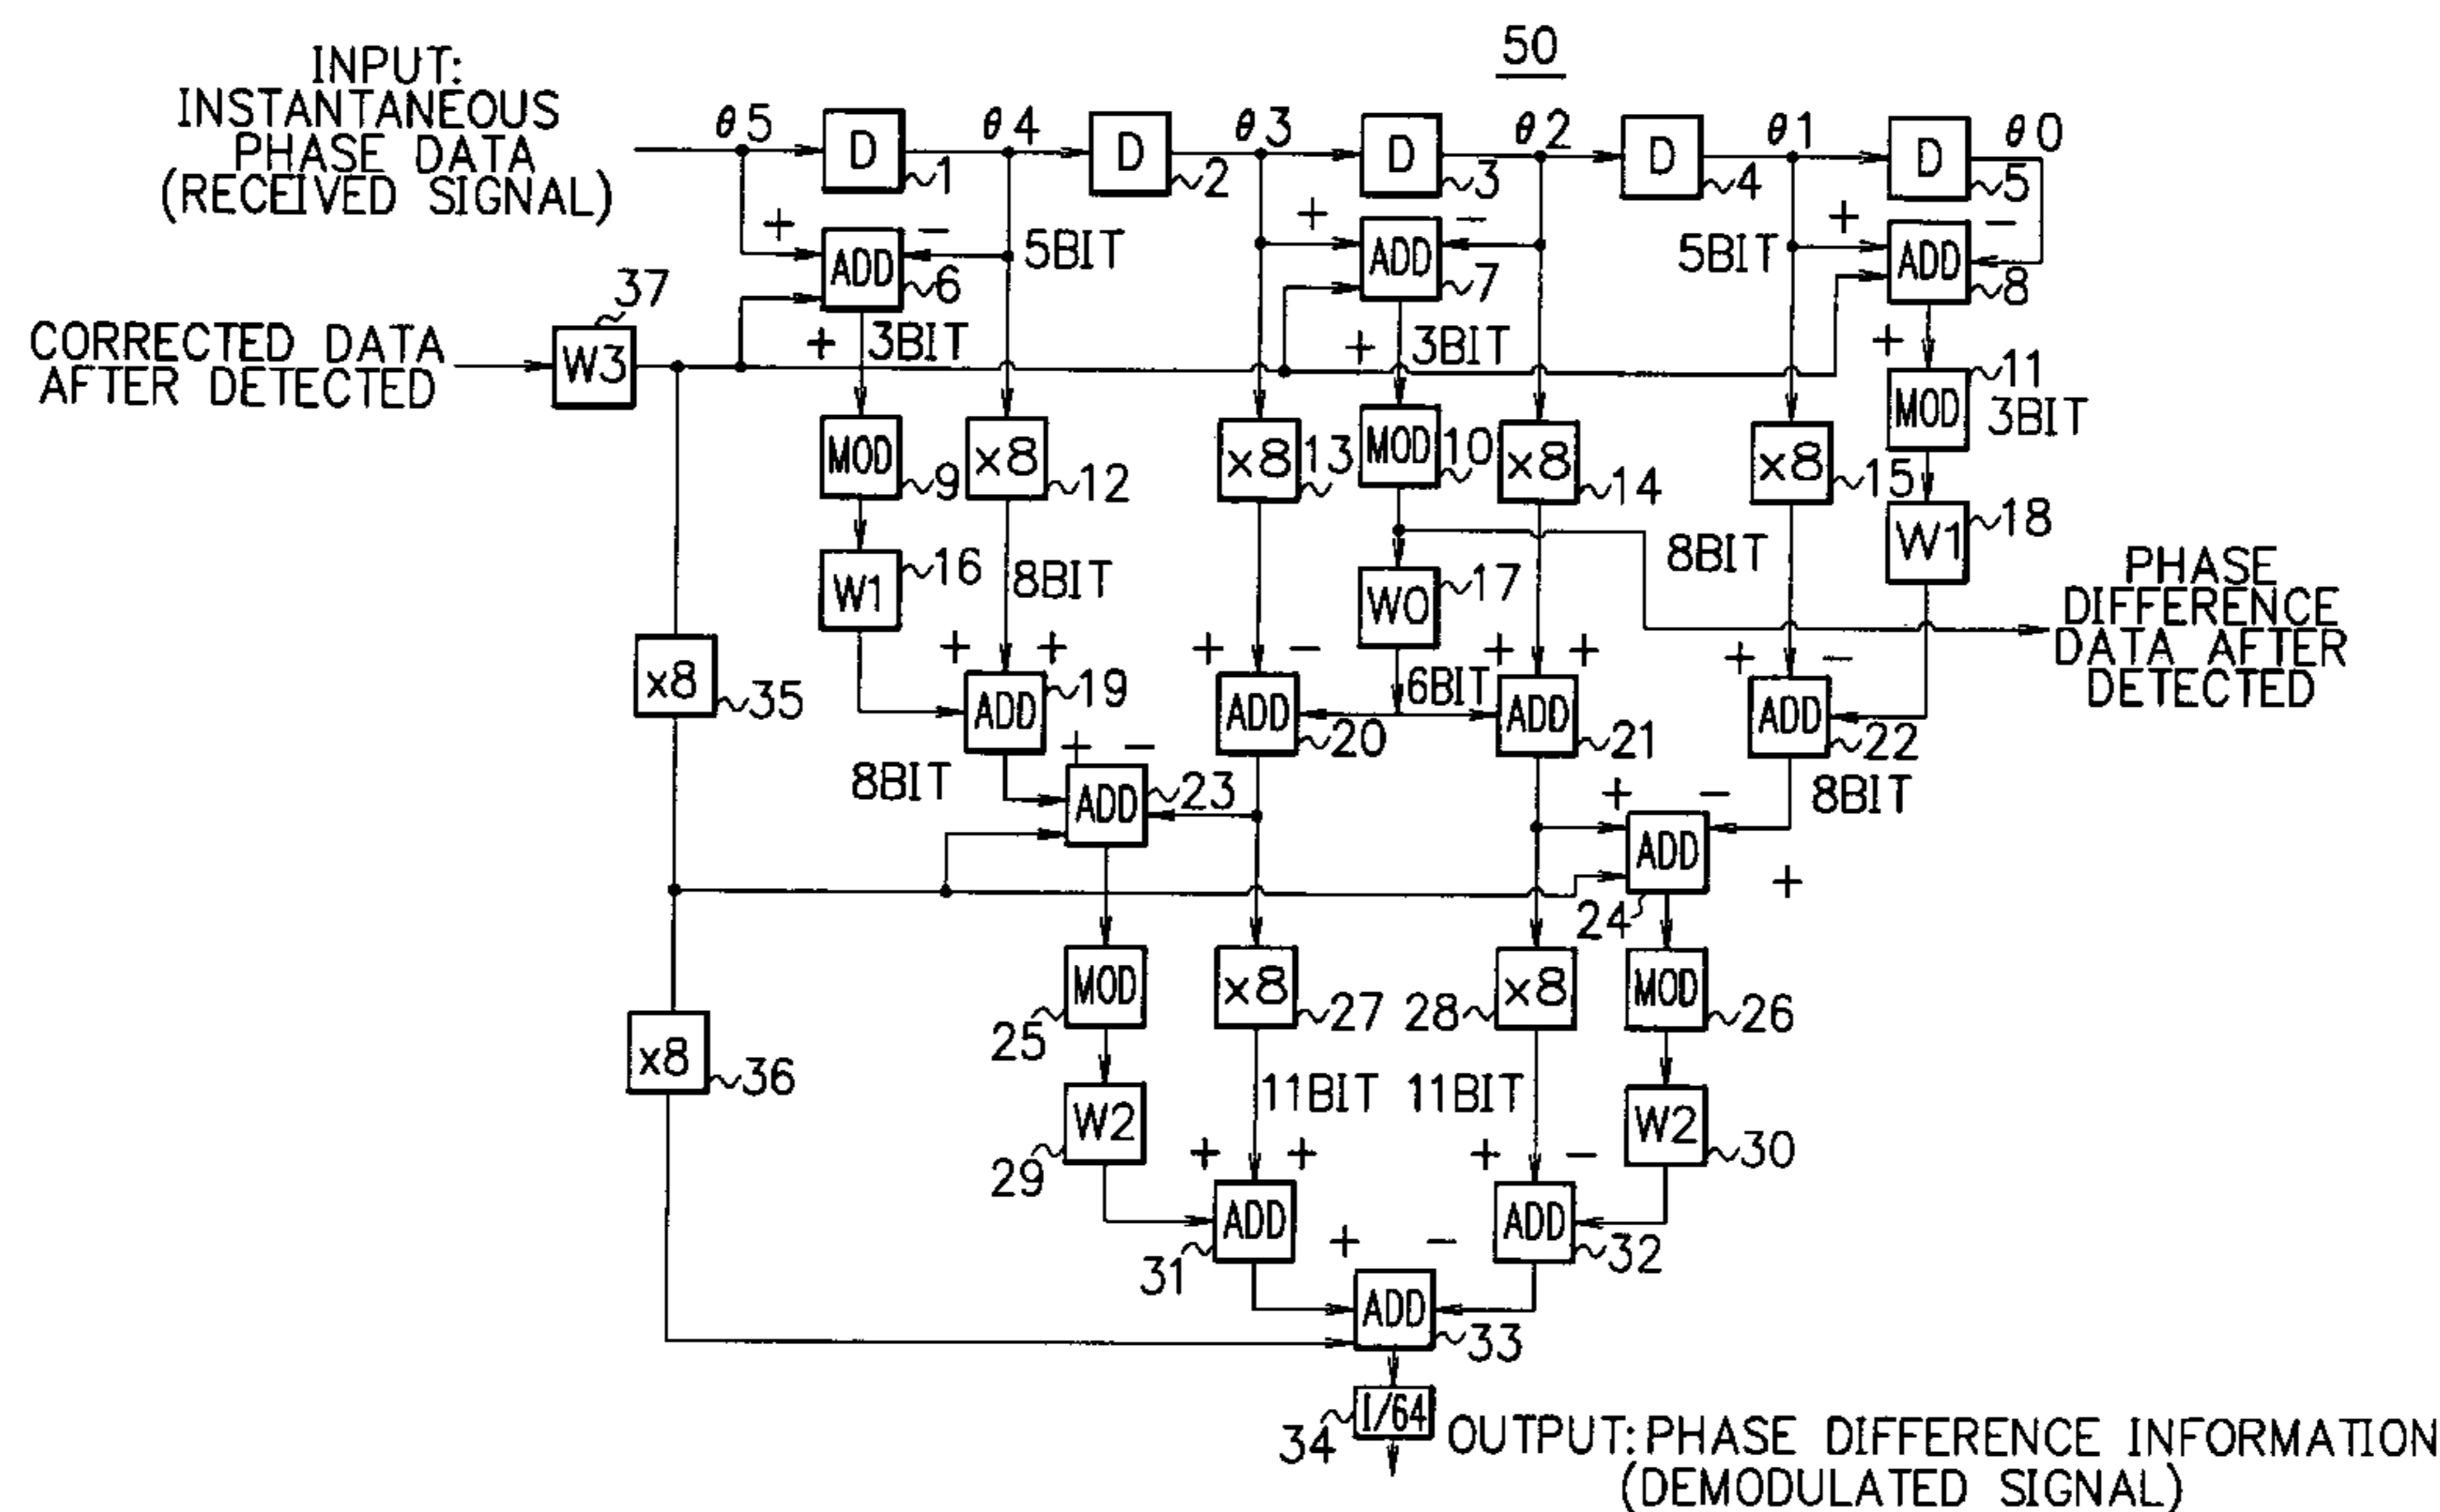 50
INPUT:
INSTANTANEOUS
PHASE DATA
(RECEIVED SIGNAL)
θ5
D
1
θ4
D
2
θ3
D
3
θ2
D
4
θ1
D
5
θ0
+
ADD
-
6
5BIT
+
ADD
-
7
5BIT
+
ADD
-
8
37
CORRECTED DATA
AFTER DETECTED
W3
+
3BIT
+
3BIT
+
MOD
11
3BIT
MOD
9
x8
12
x8
13
MOD
10
x8
14
x8
15
W1
16
8BIT
W0
17
8BIT
W1
18
PHASE
DIFFERENCE
DATA AFTER
DETECTED
x8
35
+ +
ADD
19
+ -
ADD
20
6BIT
+ +
ADD
21
+ -
ADD
22
8BIT
+ -
ADD
23
8BIT
+ -
ADD
24
+
MOD
25
x8
27
x8
28
MOD
26
x8
36
W2
29
11BIT
11BIT
W2
30
+ +
ADD
31
+ -
ADD
32
+ -
ADD
33
I/64
34
OUTPUT: PHASE DIFFERENCE INFORMATION
(DEMODULATED SIGNAL)